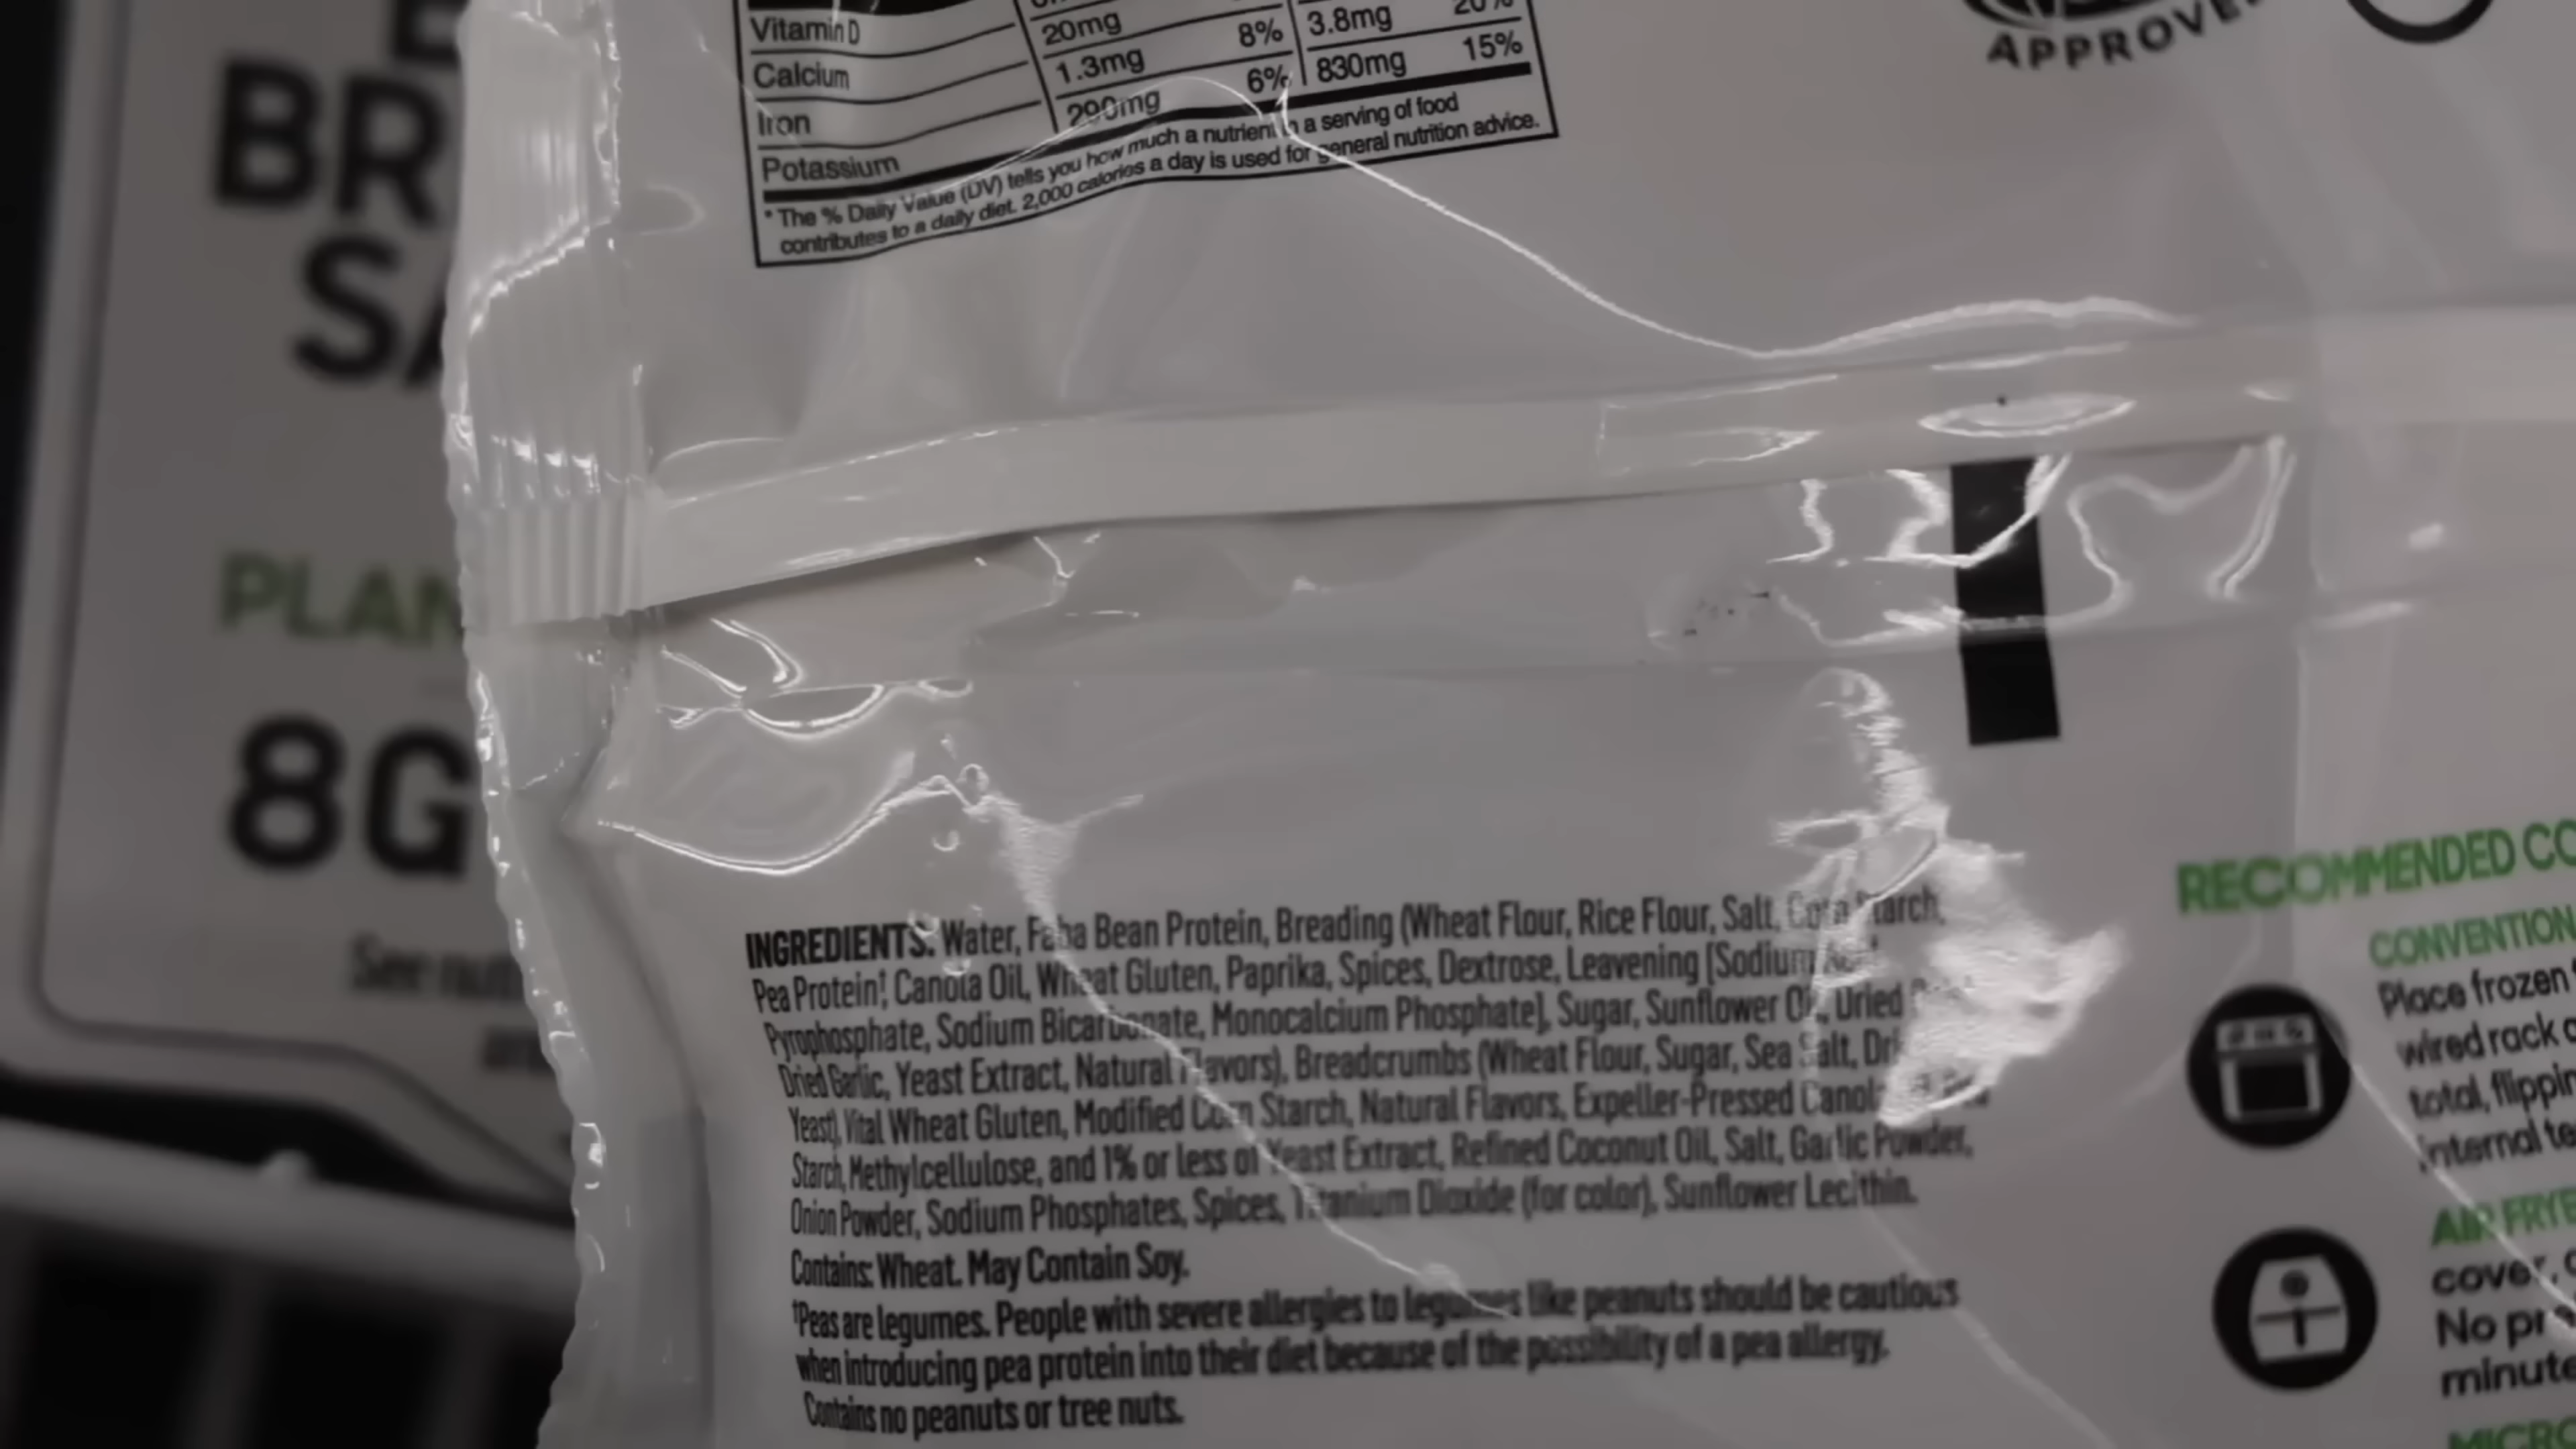 BR
S
PLAN
8G
See nut
Vitamin D
Calcium 20mg 8% 3.8mg 20%
Iron 1.3mg 6% 830mg 15%
Potassium 290mg
* The % Daily Value (DV) tells you how much a nutrient in a serving of food
contributes to a daily diet. 2,000 calories a day is used for general nutrition advice.
APPROVE
INGREDIENTS: Water, Faba Bean Protein, Breading (Wheat Flour, Rice Flour, Salt, Corn Starch,
Pea Protein†, Canola Oil, Wheat Gluten, Paprika, Spices, Dextrose, Leavening [Sodium Acid
Pyrophosphate, Sodium Bicarbonate, Monocalcium Phosphate], Sugar, Sunflower Oil, Dried
Dried Garlic, Yeast Extract, Natural Flavors), Breadcrumbs (Wheat Flour, Sugar, Sea Salt,
Yeast), Vital Wheat Gluten, Modified Corn Starch, Natural Flavors, Expeller-Pressed
Starch, Methylcellulose, and 1% or less of Yeast Extract, Refined Coconut Oil, Salt, Garlic Powder,
Onion Powder, Sodium Phosphates, Spices, Titanium Dioxide (for color), Sunflower Lecithin.
Contains: Wheat. May Contain Soy.
†Peas are legumes. People with severe allergies to legumes like peanuts should be cautious
when introducing pea protein into their diet because of the possibility of a pea allergy.
Contains no peanuts or tree nuts.
RECOMMENDED CO
CONVENTION
Place frozen
wired rack
total, flippin
internal te
AIR FRYE
cover,
No pr
minute
MICRO